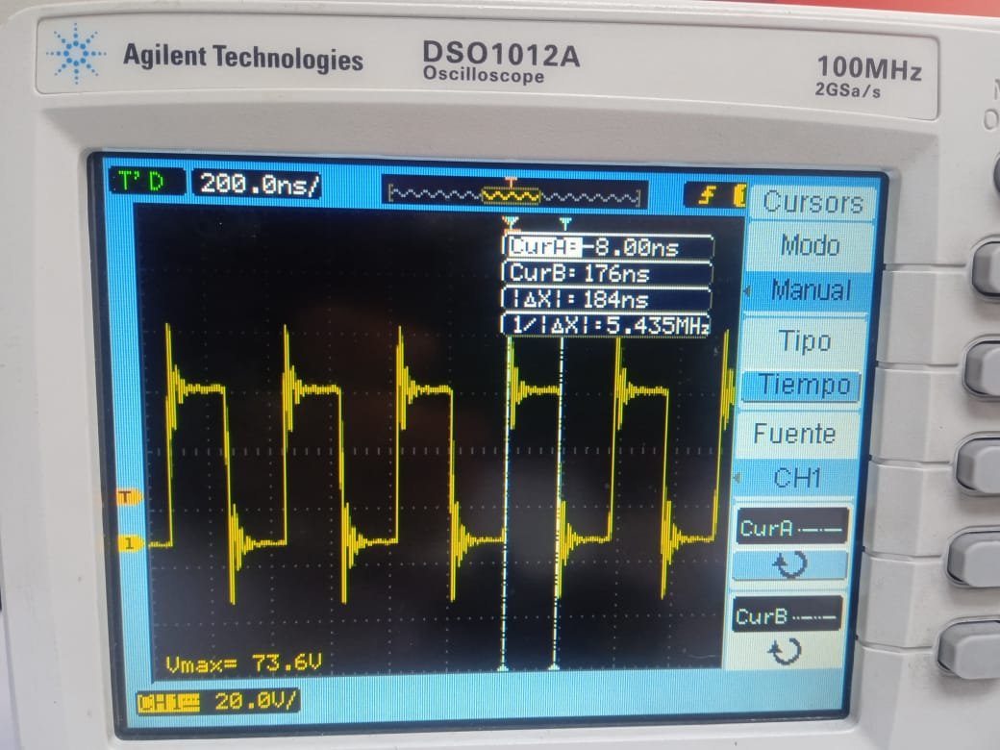 Agilent Technologies
DSO1012A
Oscilloscope
100MHz
2GSa/s
T'D
200.0ns/
T
Cursors
CurA:-8.00ns
CurB: 176ns
|ΔX|: 184ns
1/|ΔX|:5.435MHz
Modo
Manual
Tipo
Tiempo
Fuente
CH1
CurA
CurB
T
1
Vmax= 73.6V
CH1 20.0V/